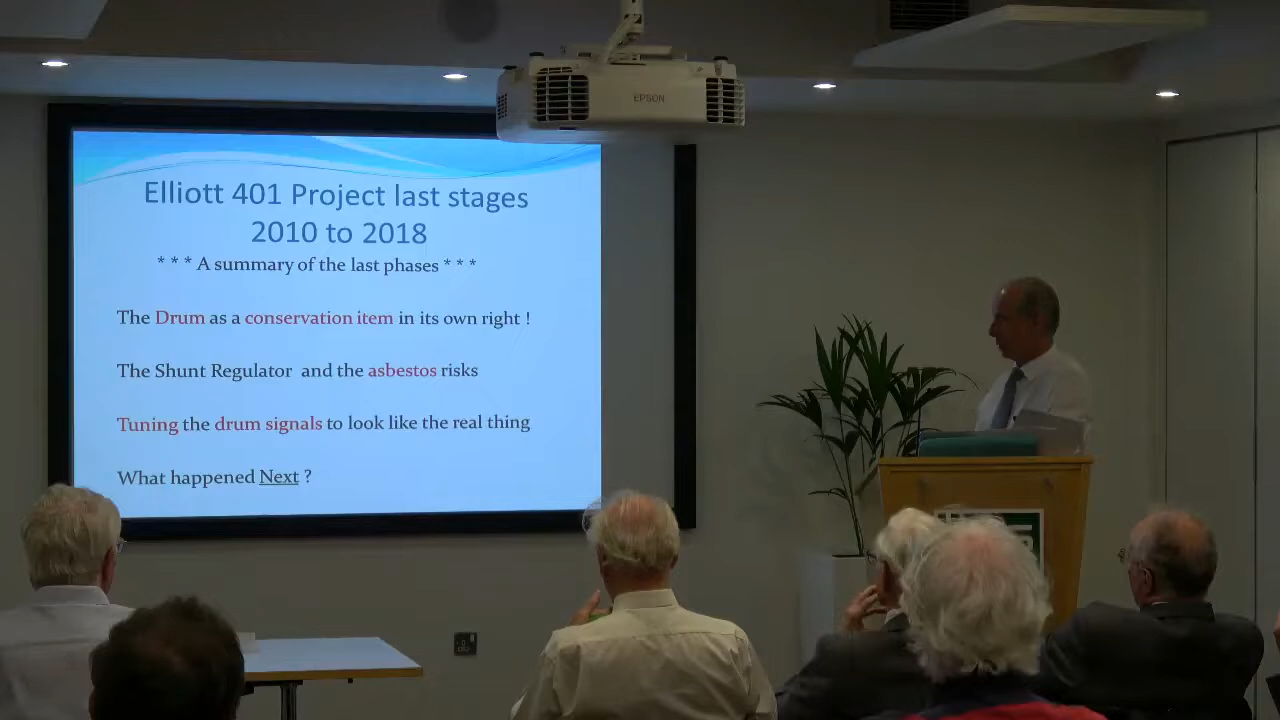 EPSON
Elliott 401 Project last stages
2010 to 2018
* * * A summary of the last phases * * *
The Drum as a conservation item in its own right !
The Shunt Regulator and the asbestos risks
Tuning the drum signals to look like the real thing
What happened Next ?